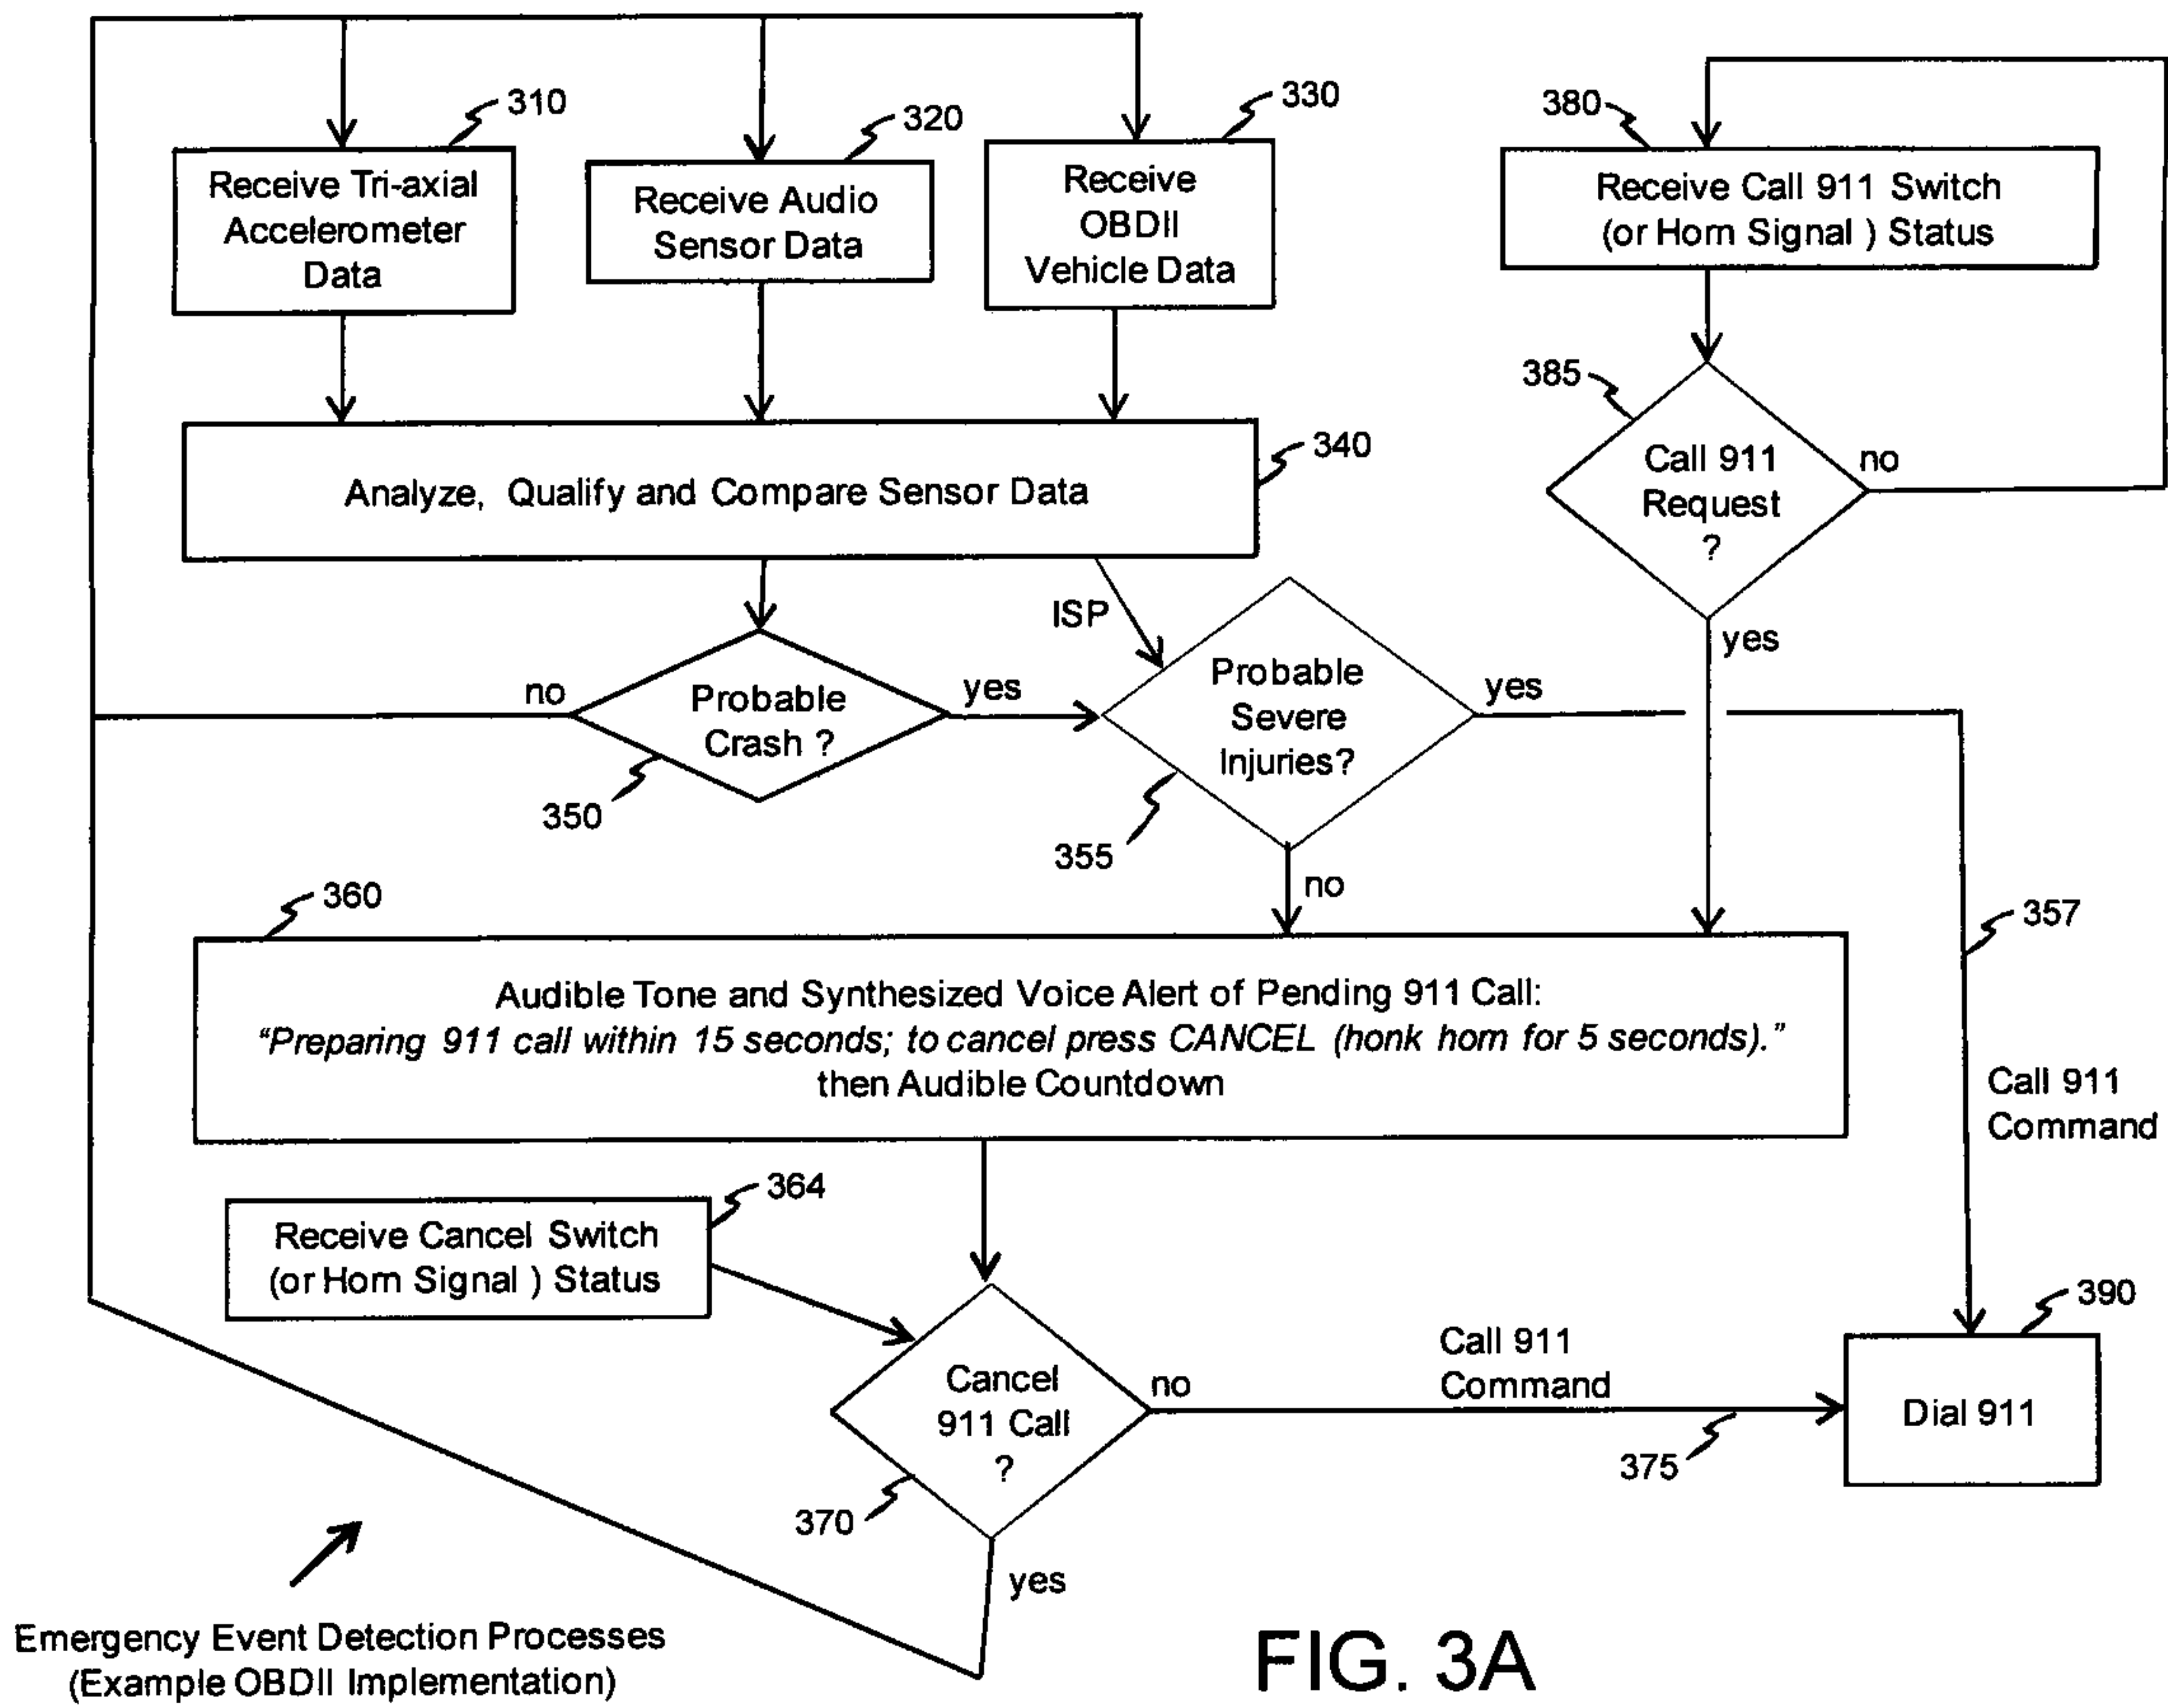 310
320
330
380
Receive Tri-axial
Accelerometer
Data
Receive Audio
Sensor Data
Receive
OBDII
Vehicle Data
Receive Call 911 Switch
(or Horn Signal ) Status
385
Call 911
Request
?
no
yes
340
Analyze, Qualify and Compare Sensor Data
ISP
no
Probable
Crash ?
yes
350
Probable
Severe
Injuries?
yes
355
no
360
357
Audible Tone and Synthesized Voice Alert of Pending 911 Call:
“Preparing 911 call within 15 seconds; to cancel press CANCEL (honk horn for 5 seconds).”
then Audible Countdown
Call 911
Command
364
Receive Cancel Switch
(or Horn Signal ) Status
Cancel
911 Call
?
370
no
yes
Call 911
Command
375
390
Dial 911
Emergency Event Detection Processes
(Example OBDII Implementation)
FIG. 3A